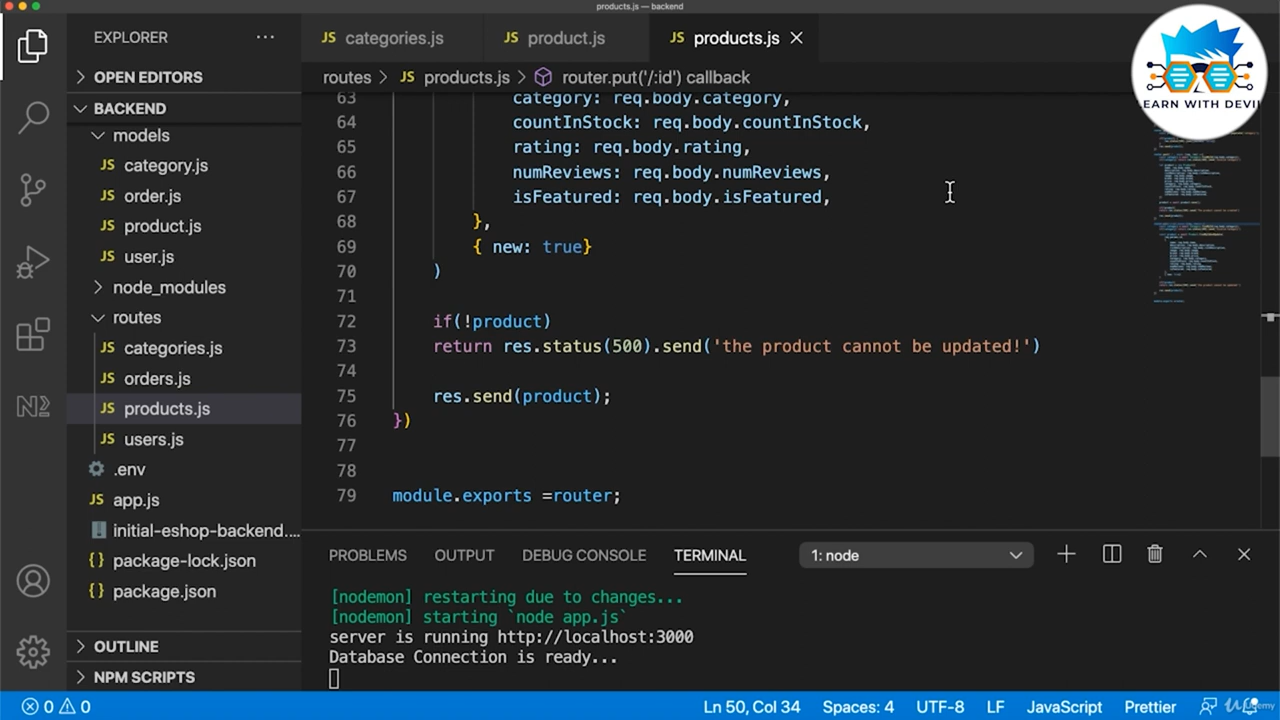 products.js — backend
EXPLORER
categories.js
product.js
products.js
LEARN WITH DEVIL
OPEN EDITORS
BACKEND
models
category.js
order.js
product.js
user.js
node_modules
routes
categories.js
orders.js
products.js
users.js
.env
app.js
initial-eshop-backend....
package-lock.json
package.json
OUTLINE
NPM SCRIPTS
routes > products.js > router.put('/:id') callback
63 category: req.body.category,
64 countInStock: req.body.countInStock,
65 rating: req.body.rating,
66 numReviews: req.body.numReviews,
67 isFeatured: req.body.isFeatured,
68 },
69 { new: true}
70 )
71
72 if(!product)
73 return res.status(500).send('the product cannot be updated!')
74
75 res.send(product);
76 })
77
78
79 module.exports =router;
PROBLEMS OUTPUT DEBUG CONSOLE TERMINAL 1: node
[nodemon] restarting due to changes...
[nodemon] starting `node app.js`
server is running http://localhost:3000
Database Connection is ready...
0 0 Ln 50, Col 34 Spaces: 4 UTF-8 LF JavaScript Prettier